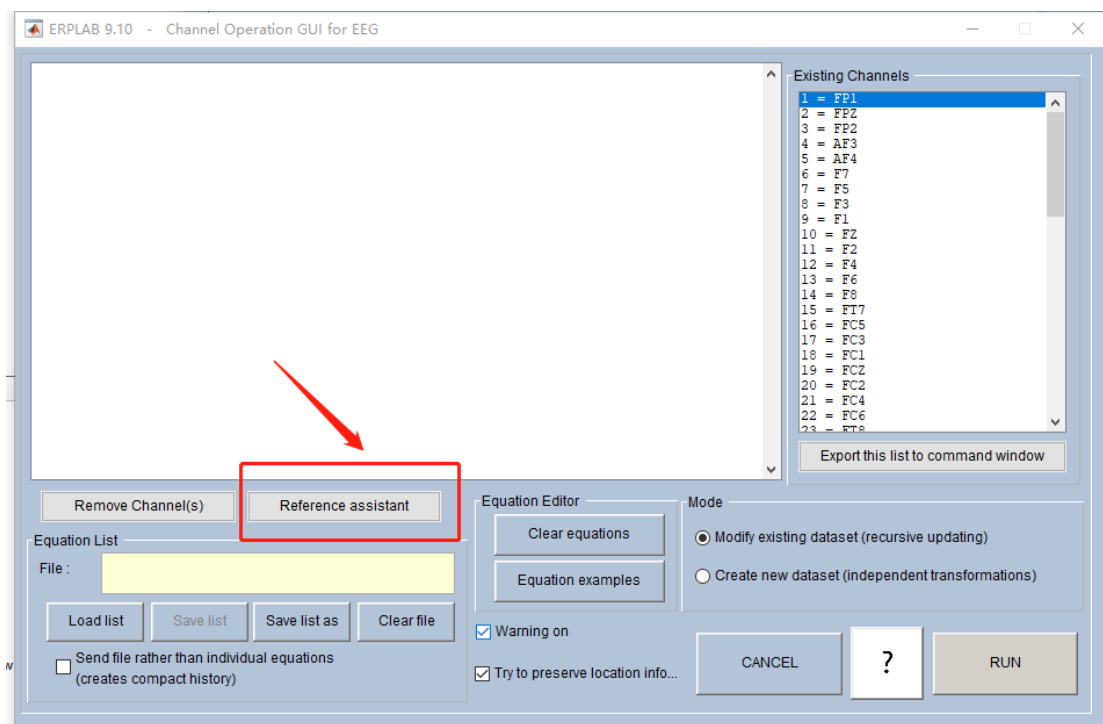 ERPLAB 9.10 - Channel Operation GUI for EEG
Existing Channels
1 = FP1
2 = FPZ
3 = FP2
4 = AF3
5 = AF4
6 = F7
7 = F5
8 = F3
9 = F1
10 = FZ
11 = F2
12 = F4
13 = F6
14 = F8
15 = FT7
16 = FC5
17 = FC3
18 = FC1
19 = FCZ
20 = FC2
21 = FC4
22 = FC6
23 = FT8
Export this list to command window
Remove Channel(s)
Reference assistant
Equation List
File :
Load list
Save list
Save list as
Clear file
Send file rather than individual equations
(creates compact history)
Equation Editor
Clear equations
Equation examples
Mode
Modify existing dataset (recursive updating)
Create new dataset (independent transformations)
Warning on
Try to preserve location info...
CANCEL
?
RUN
w